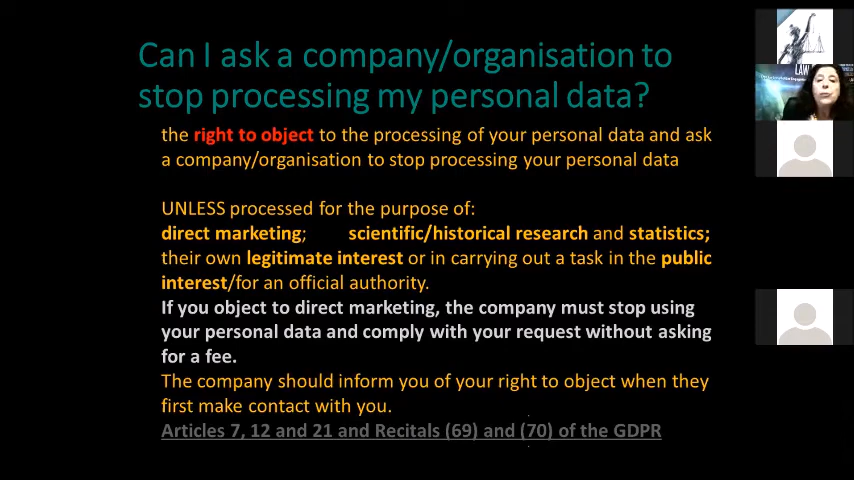 Can I ask a company/organisation to
stop processing my personal data?
the right to object to the processing of your personal data and ask
a company/organisation to stop processing your personal data
UNLESS processed for the purpose of:
direct marketing; scientific/historical research and statistics;
their own legitimate interest or in carrying out a task in the public
interest/for an official authority.
If you object to direct marketing, the company must stop using
your personal data and comply with your request without asking
for a fee.
The company should inform you of your right to object when they
first make contact with you.
Articles 7, 12 and 21 and Recitals (69) and (70) of the GDPR
LAW